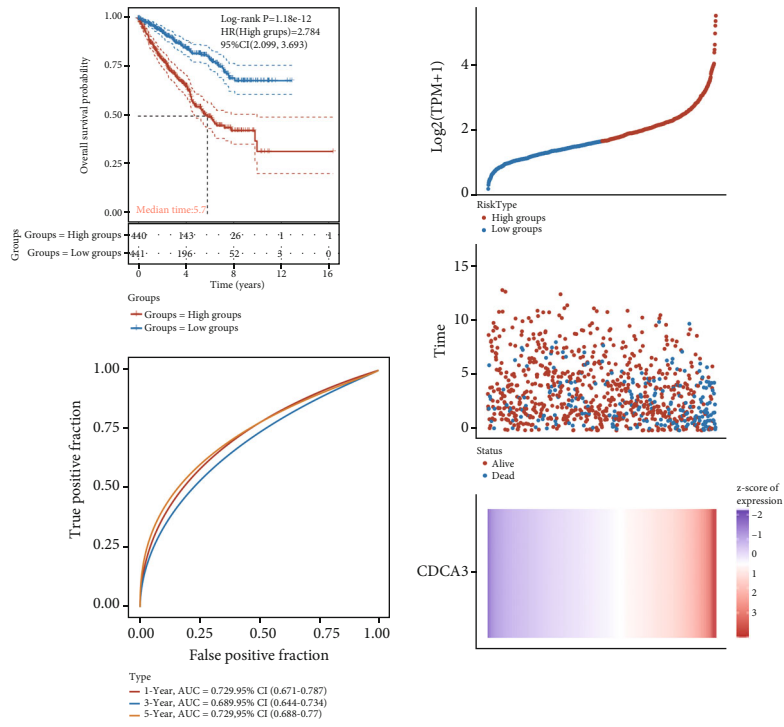 Log-rank P=1.18e-12
HR(High grups)=2.784
95%CI(2.099, 3.693)
1.00
0.75
0.50
0.25
0.00
Overall survival probability
Median time:5.7
Groups
Groups = High groups
440 143 26 1 1
Groups = Low groups
441 196 52 3 0
0 4 8 12 16
Time (years)
Groups
Groups = High groups
Groups = Low groups
4
2
0
Log2(TPM+1)
RiskType
High groups
Low groups
15
10
5
0
Time
Status
Alive
Dead
1.00
0.75
0.50
0.25
0.00
True positive fraction
0.00 0.25 0.50 0.75 1.00
False positive fraction
Type
1-Year, AUC = 0.729.95% CI (0.671-0.787)
3-Year, AUC = 0.689.95% CI (0.644-0.734)
5-Year, AUC = 0.729,95% CI (0.688-0.77)
CDCA3
z-score of
expression
−2
−1
0
1
2
3